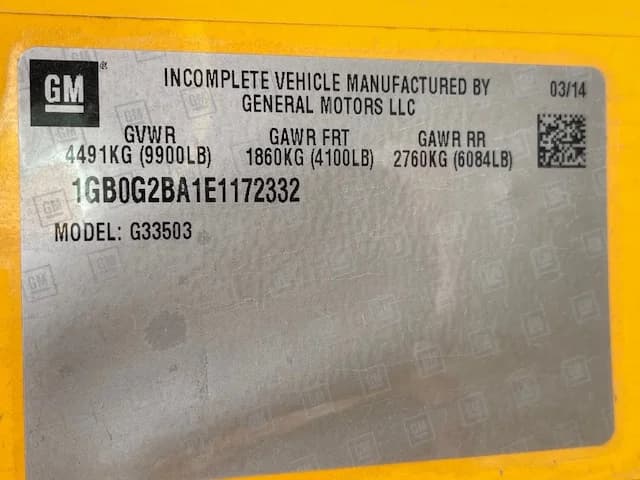 GM
INCOMPLETE VEHICLE MANUFACTURED BY
GENERAL MOTORS LLC
03/14
GVWR GAWR FRT GAWR RR
4491KG (9900LB) 1860KG (4100LB) 2760KG (6084LB)
1GB0G2BA1E1172332
MODEL: G33503